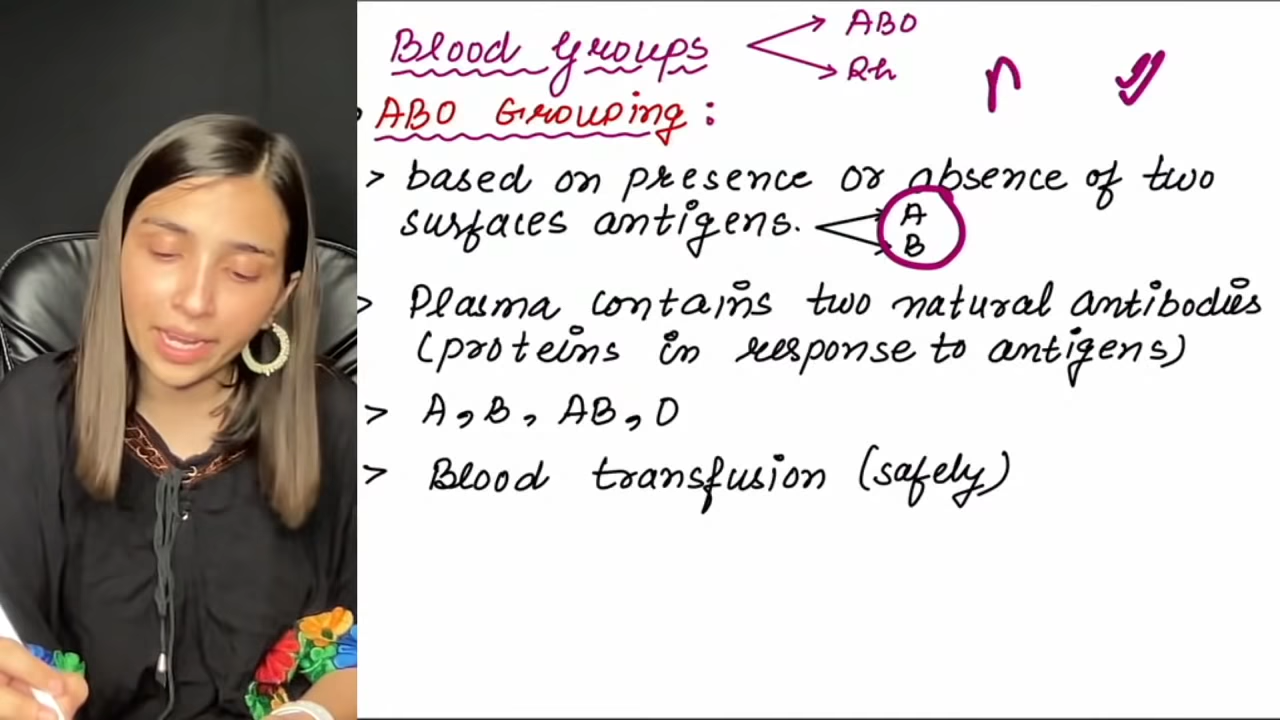 Blood Groups
ABO
Rh
ABO Grouping:
> based on presence or absence of two
surfaces antigens.
A
B
> Plasma contains two natural antibodies
(proteins in response to antigens)
> A, B, AB, O
> Blood transfusion (safely)